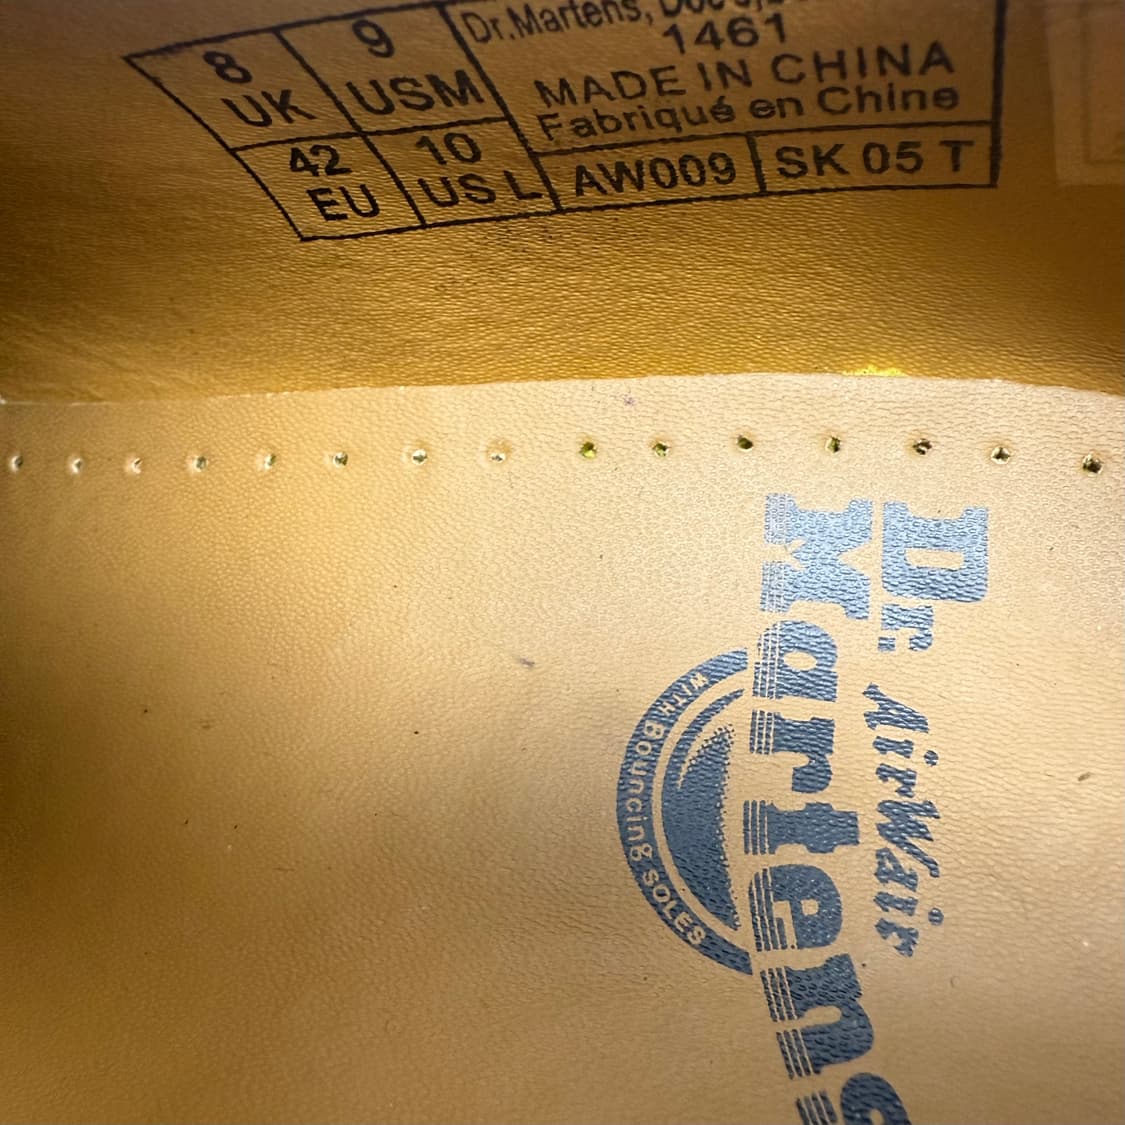 8 UK
9 USM
42 EU
10 US L
Dr.Martens,
1461
MADE IN CHINA
Fabriqué en Chine
AW009
SK 05 T
Dr.
Martens
AirWair
WITH Bouncing SOLES